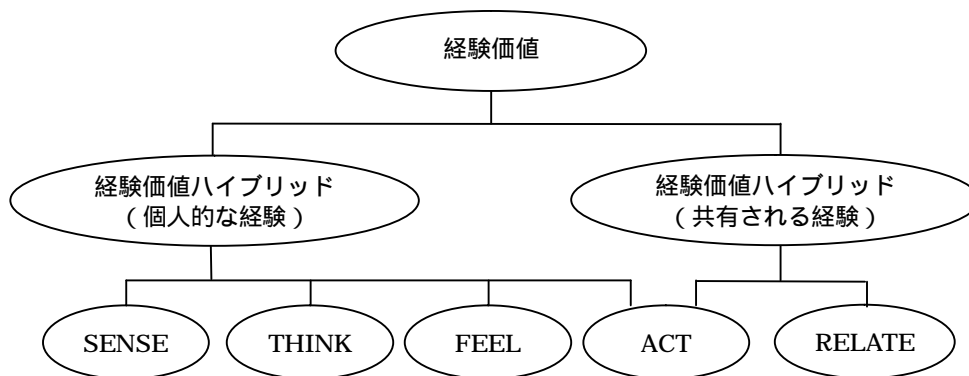 経験価値
経験価値ハイブリッド
(個人的な経験)
経験価値ハイブリッド
(共有される経験)
SENSE
THINK
FEEL
ACT
RELATE